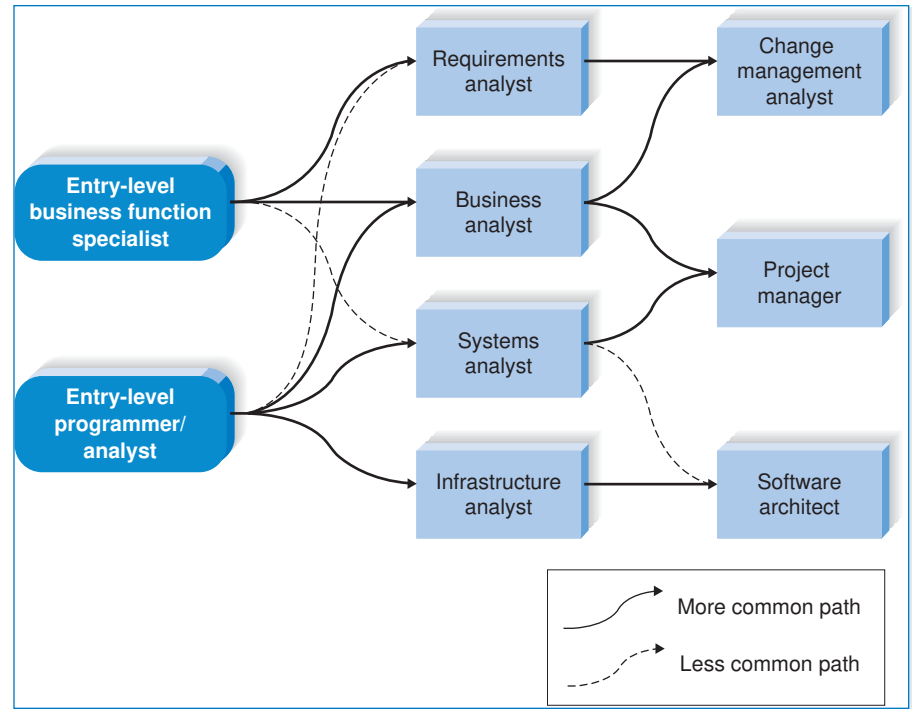 Requirements
analyst
Change
management
analyst
Entry-level
business function
specialist
Business
analyst
Project
manager
Systems
analyst
Entry-level
programmer/
analyst
Infrastructure
analyst
Software
architect
More common path
Less common path